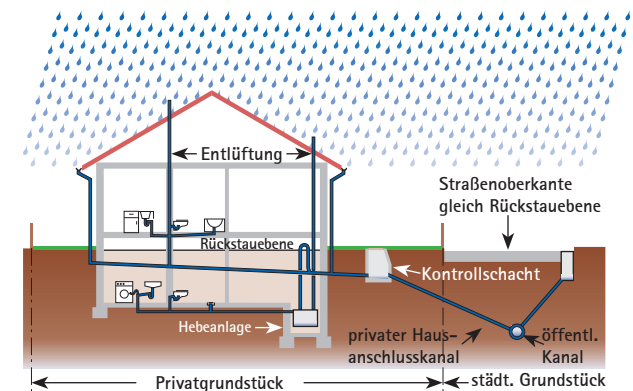 Entlüftung
Straßenoberkante
gleich Rückstauebene
Rückstauebene
Kontrollschacht
Hebeanlage
privater Haus-
anschlusskanal
öffentl.
Kanal
Privatgrundstück
städt. Grundstück